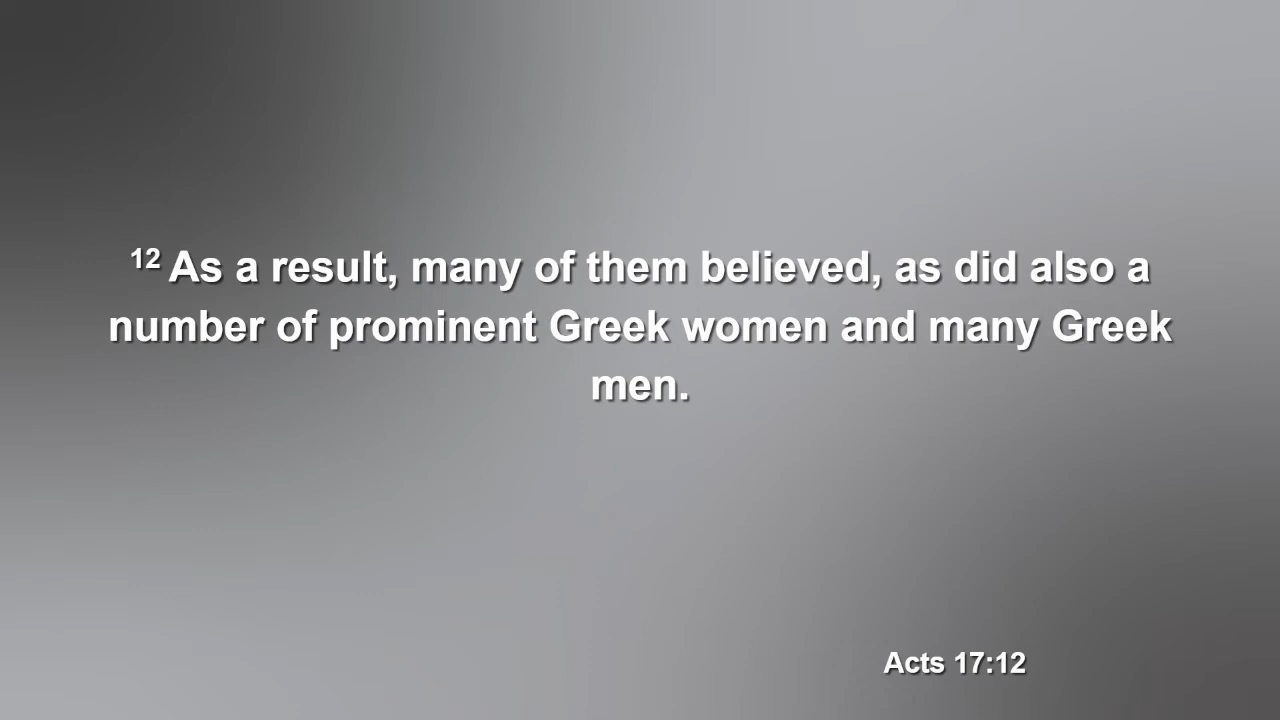 12 As a result, many of them believed, as did also a
number of prominent Greek women and many Greek
men.
Acts 17:12